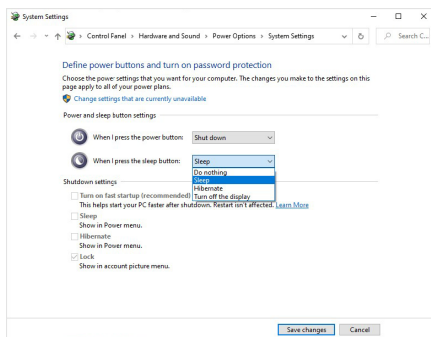 System Settings
Control Panel › Hardware and Sound › Power Options › System Settings
Search C...
Define power buttons and turn on password protection
Choose the power settings that you want for your computer. The changes you make to the settings on this
page apply to all of your power plans.
Change settings that are currently unavailable
Power and sleep button settings
When I press the power button: Shut down
When I press the sleep button: Sleep
Do nothing
Sleep
Hibernate
Turn off the display
Shutdown settings
Turn on fast startup (recommended)
This helps start your PC faster after shutdown. Restart isn't affected. Learn More
Sleep
Show in Power menu.
Hibernate
Show in Power menu.
Lock
Show in account picture menu.
Save changes Cancel